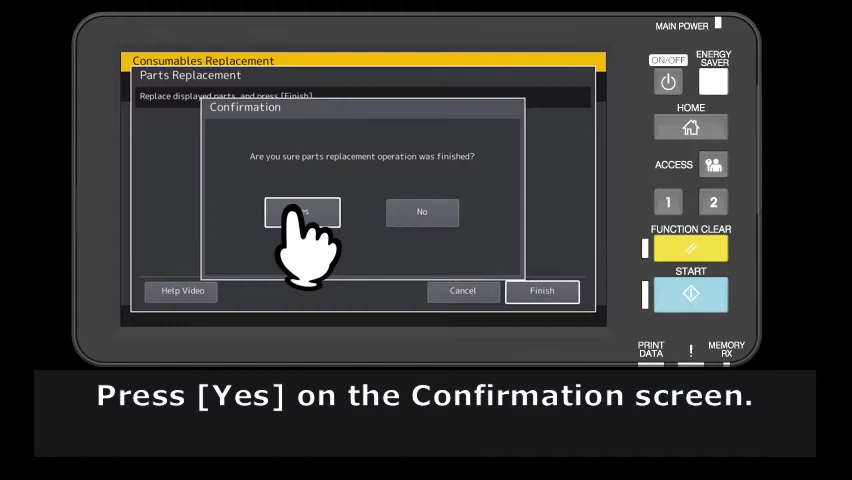 MAIN POWER
ON/OFF
ENERGY
SAVER
Consumables Replacement
Parts Replacement
Replace displayed parts, and press [Finish].
Confirmation
Are you sure parts replacement operation was finished?
No
Help Video
Cancel
Finish
HOME
ACCESS
1
2
FUNCTION CLEAR
START
PRINT
DATA
!
MEMORY
RX
Press [Yes] on the Confirmation screen.